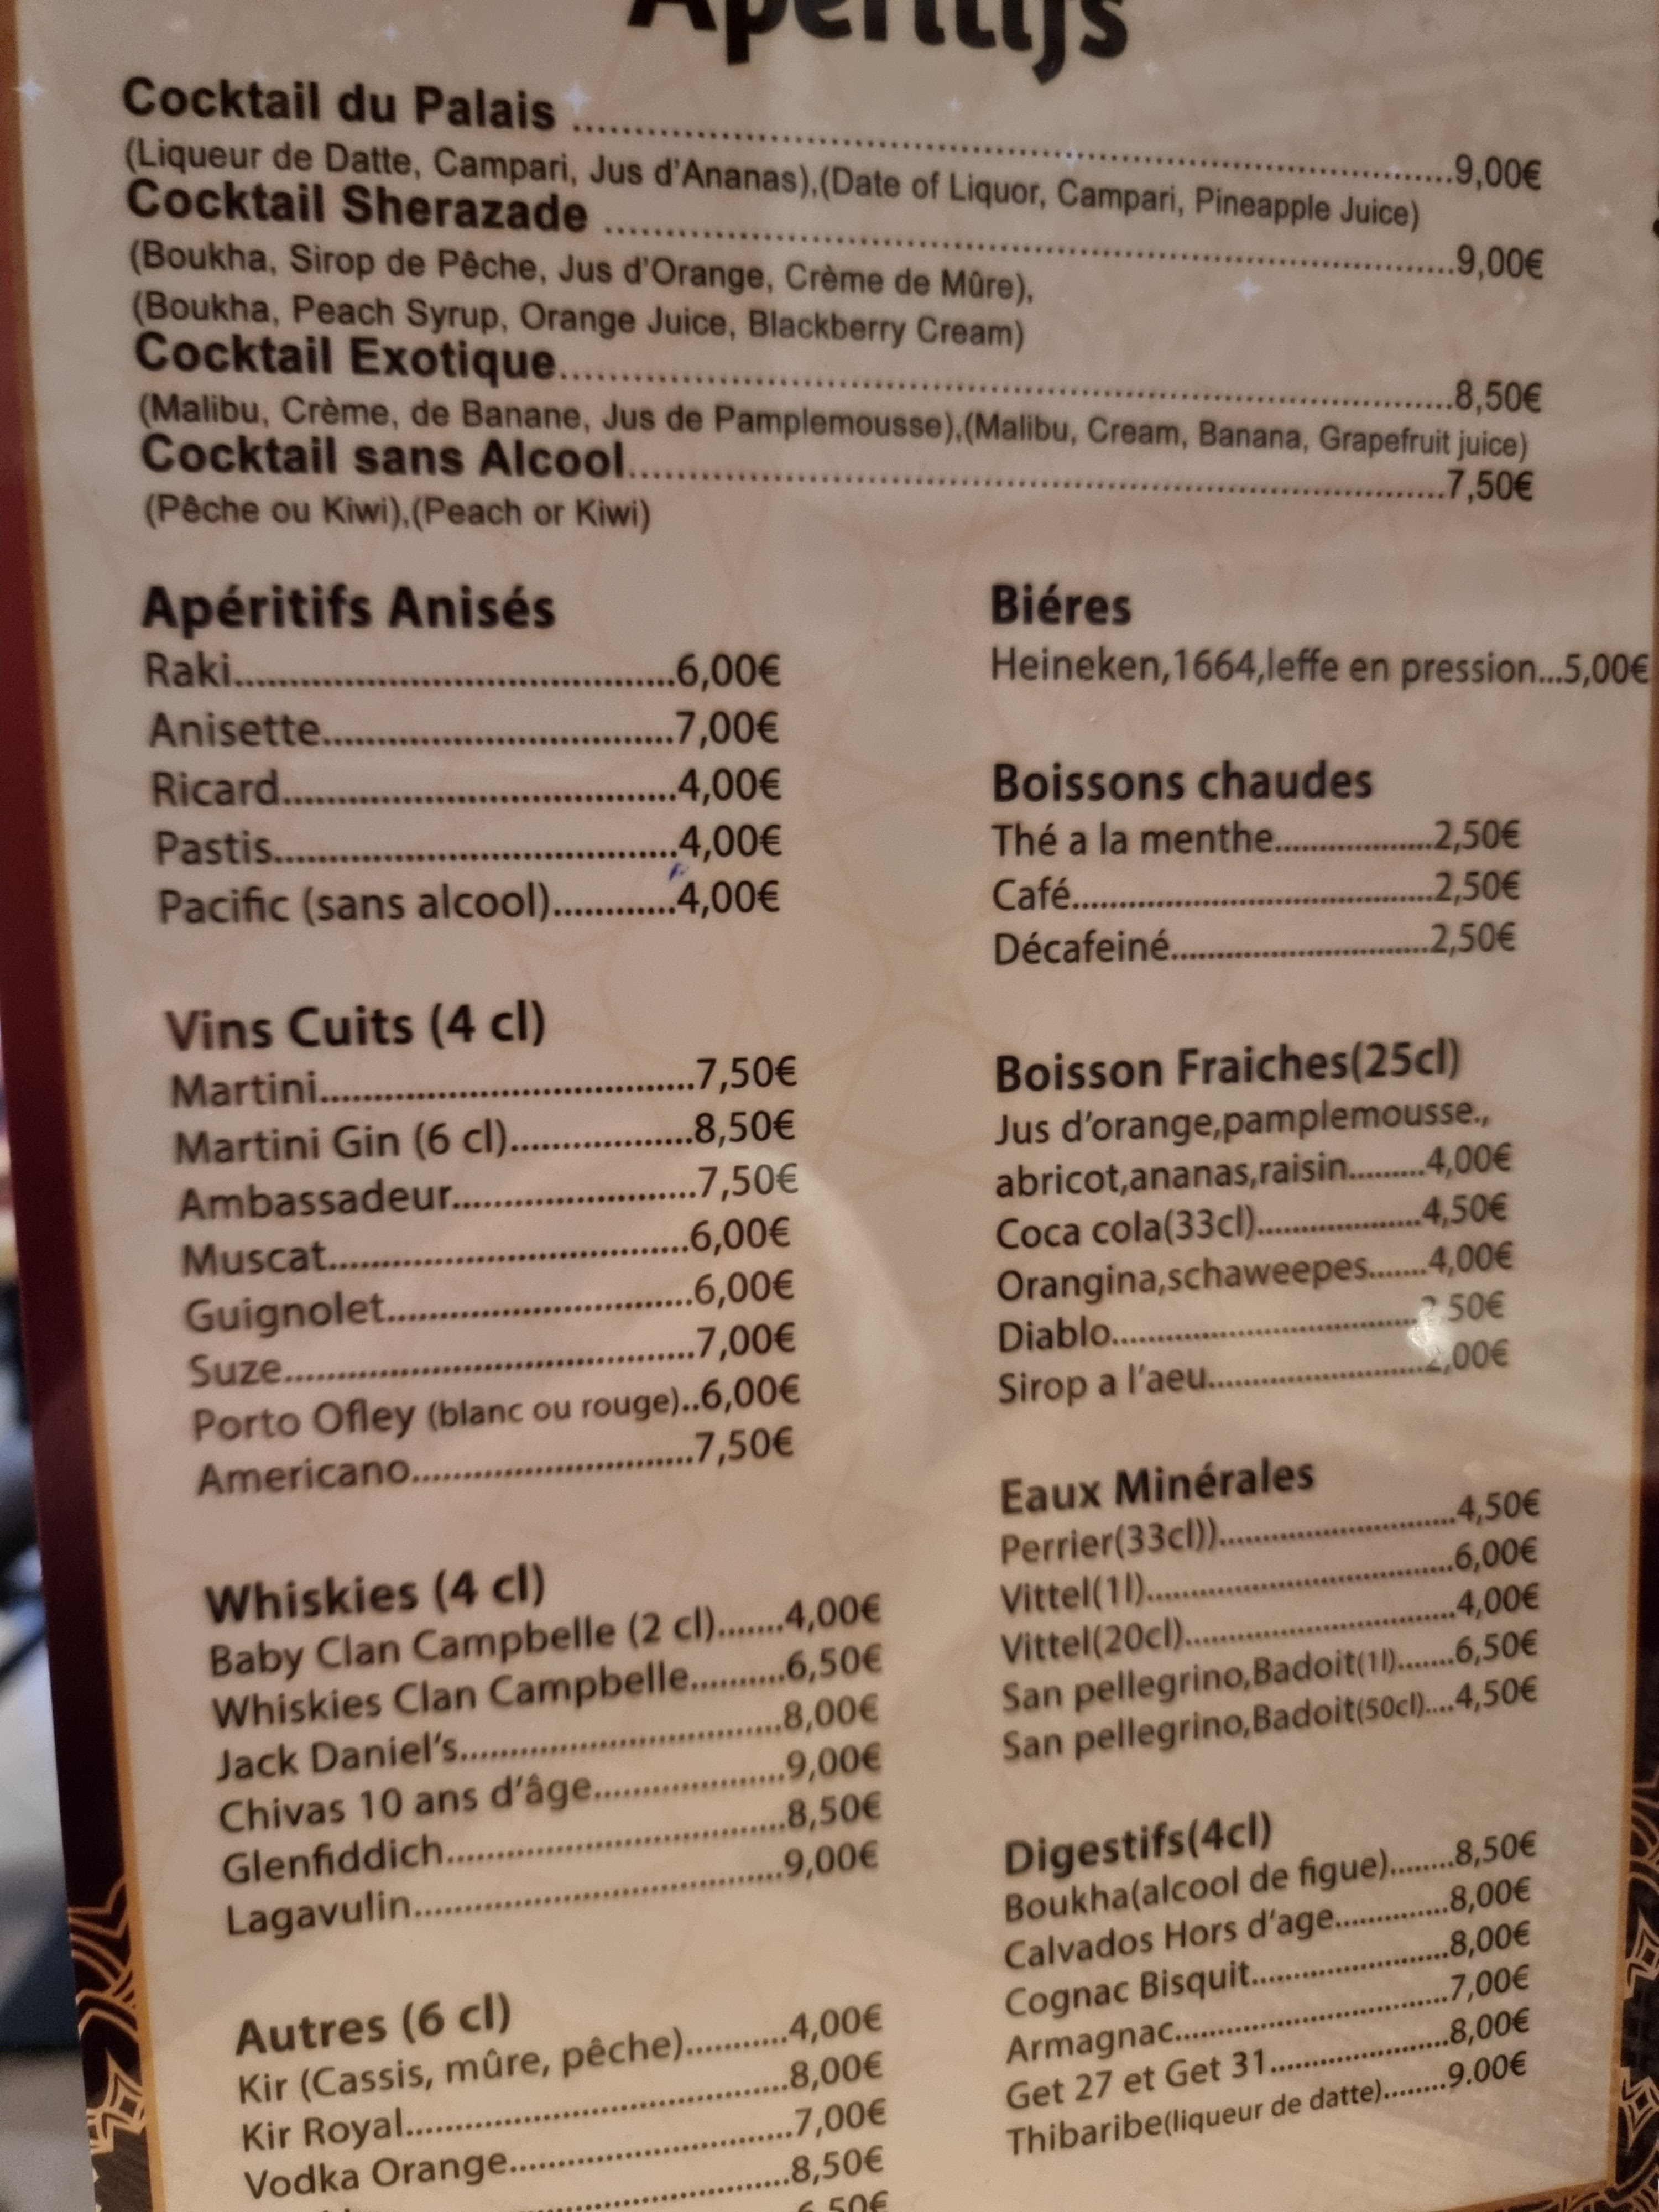 Apéritifs
Cocktail du Palais ...........................9,00€
(Liqueur de Datte, Campari, Jus d'Ananas),(Date of Liquor, Campari, Pineapple Juice)
Cocktail Sherazade ...........................9,00€
(Boukha, Sirop de Pêche, Jus d'Orange, Crème de Mûre),
(Boukha, Peach Syrup, Orange Juice, Blackberry Cream)
Cocktail Exotique...........................8,50€
(Malibu, Crème, de Banane, Jus de Pamplemousse),(Malibu, Cream, Banana, Grapefruit juice)
Cocktail sans Alcool...........................7,50€
(Pêche ou Kiwi),(Peach or Kiwi)
Apéritifs Anisés
Raki...........................6,00€
Anisette...........................7,00€
Ricard...........................4,00€
Pastis...........................4,00€
Pacific (sans alcool)............4,00€
Vins Cuits (4 cl)
Martini...........................7,50€
Martini Gin (6 cl).................8,50€
Ambassadeur......................7,50€
Muscat...........................6,00€
Guignolet...........................6,00€
Suze...........................7,00€
Porto Ofley (blanc ou rouge)..6,00€
Americano.........................7,50€
Whiskies (4 cl)
Baby Clan Campbelle (2 cl).......4,00€
Whiskies Clan Campbelle..........6,50€
Jack Daniel's...........................8,00€
Chivas 10 ans d'âge.................9,00€
Glenfiddich...........................8,50€
Lagavulin...........................9,00€
Autres (6 cl)
Kir (Cassis, mûre, pêche)..........4,00€
Kir Royal...........................8,00€
Vodka Orange.........................7,00€
8,50€
6,50€
Biéres
Heineken,1664,leffe en pression...5,00€
Boissons chaudes
Thé a la menthe.................2,50€
Café...........................2,50€
Décafeiné...........................2,50€
Boisson Fraiches(25cl)
Jus d'orange,pamplemousse.,
abricot,ananas,raisin.........4,00€
Coca cola(33cl)..................4,50€
Orangina,schaweepes.......4,00€
Diablo...........................50€
Sirop a l'aeu......................2,00€
Eaux Minérales
Perrier(33cl))........................4,50€
Vittel(1l)...........................6,00€
Vittel(20cl)...........................4,00€
San pellegrino,Badoit(1l).......6,50€
San pellegrino,Badoit(50cl)....4,50€
Digestifs(4cl)
Boukha(alcool de figue)........8,50€
Calvados Hors d'age.............8,00€
Cognac Bisquit.....................8,00€
Armagnac...........................7,00€
Get 27 et Get 31...................8,00€
Thibaribe(liqueur de datte)........9.00€